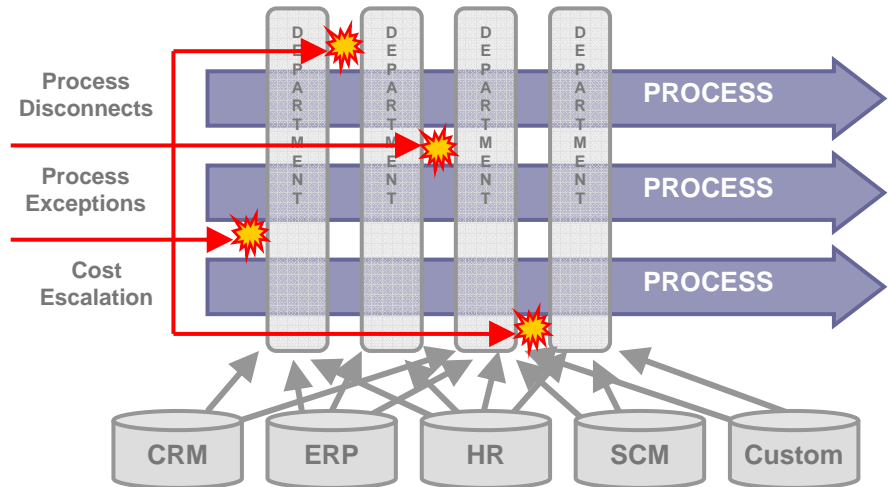 DEPARTMENT
DEPARTMENT
DEPARTMENT
DEPARTMENT
Process
Disconnects
PROCESS
Process
Exceptions
PROCESS
Cost
Escalation
PROCESS
CRM
ERP
HR
SCM
Custom